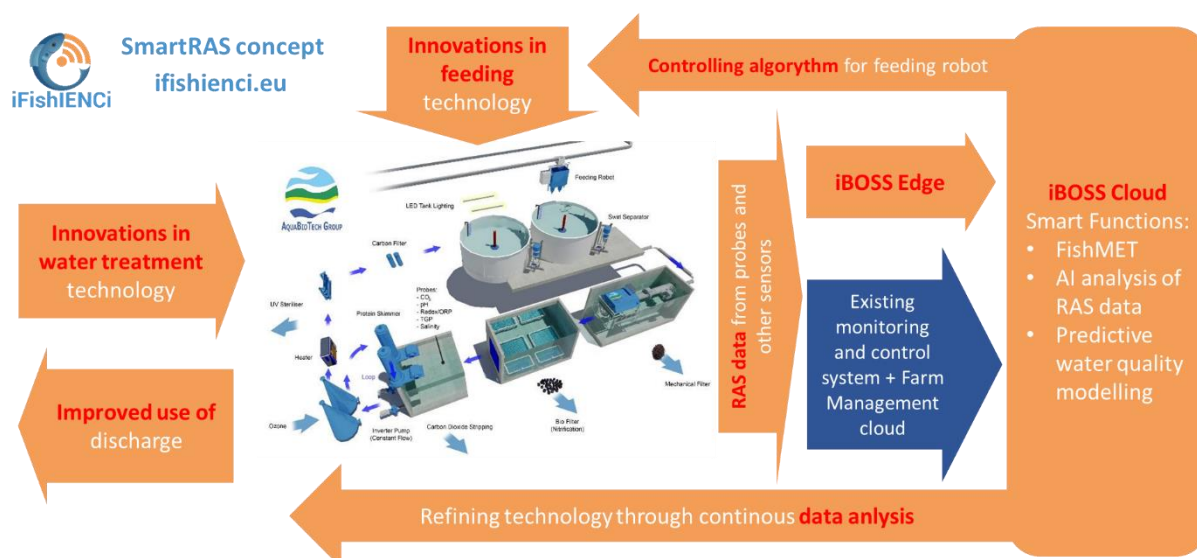 iFishIENCi
SmartRAS concept
ifishienci.eu
Innovations in
feeding
technology
Controlling algorythm for feeding robot
Innovations in
water treatment
technology
Improved use of
discharge
AQUABIOTECH GROUP
Feeding Robot
LED Tank Lighting
Swirl Separator
Carbon Filter
UV Steriliser
Probes:
- CO₂
- pH
- Redox/ORP
- TGP
- Salinity
Protein Skimmer
Heater
Loop
Ozone
Inverter Pump
(Constant Flow)
Carbon Dioxide Stripping
Bio Filter
(Nitrification)
Mechanical Filter
RAS data from probes and
other sensors
iBOSS Edge
Existing
monitoring
and control
system + Farm
Management
cloud
iBOSS Cloud
Smart Functions:
• FishMET
• AI analysis of
RAS data
• Predictive
water quality
modelling
Refining technology through continous data anlysis